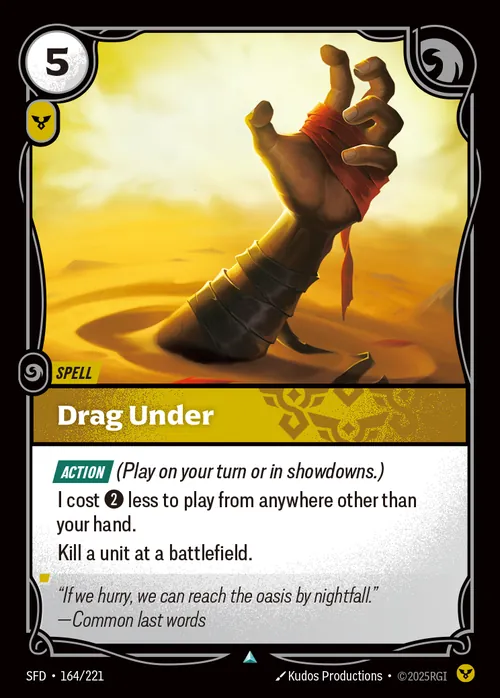 5
SPELL
Drag Under
ACTION (Play on your turn or in showdowns.)
I cost 2 less to play from anywhere other than
your hand.
Kill a unit at a battlefield.
“If we hurry, we can reach the oasis by nightfall.”
—Common last words
SFD • 164/221
Kudos Productions • ©2025RGI